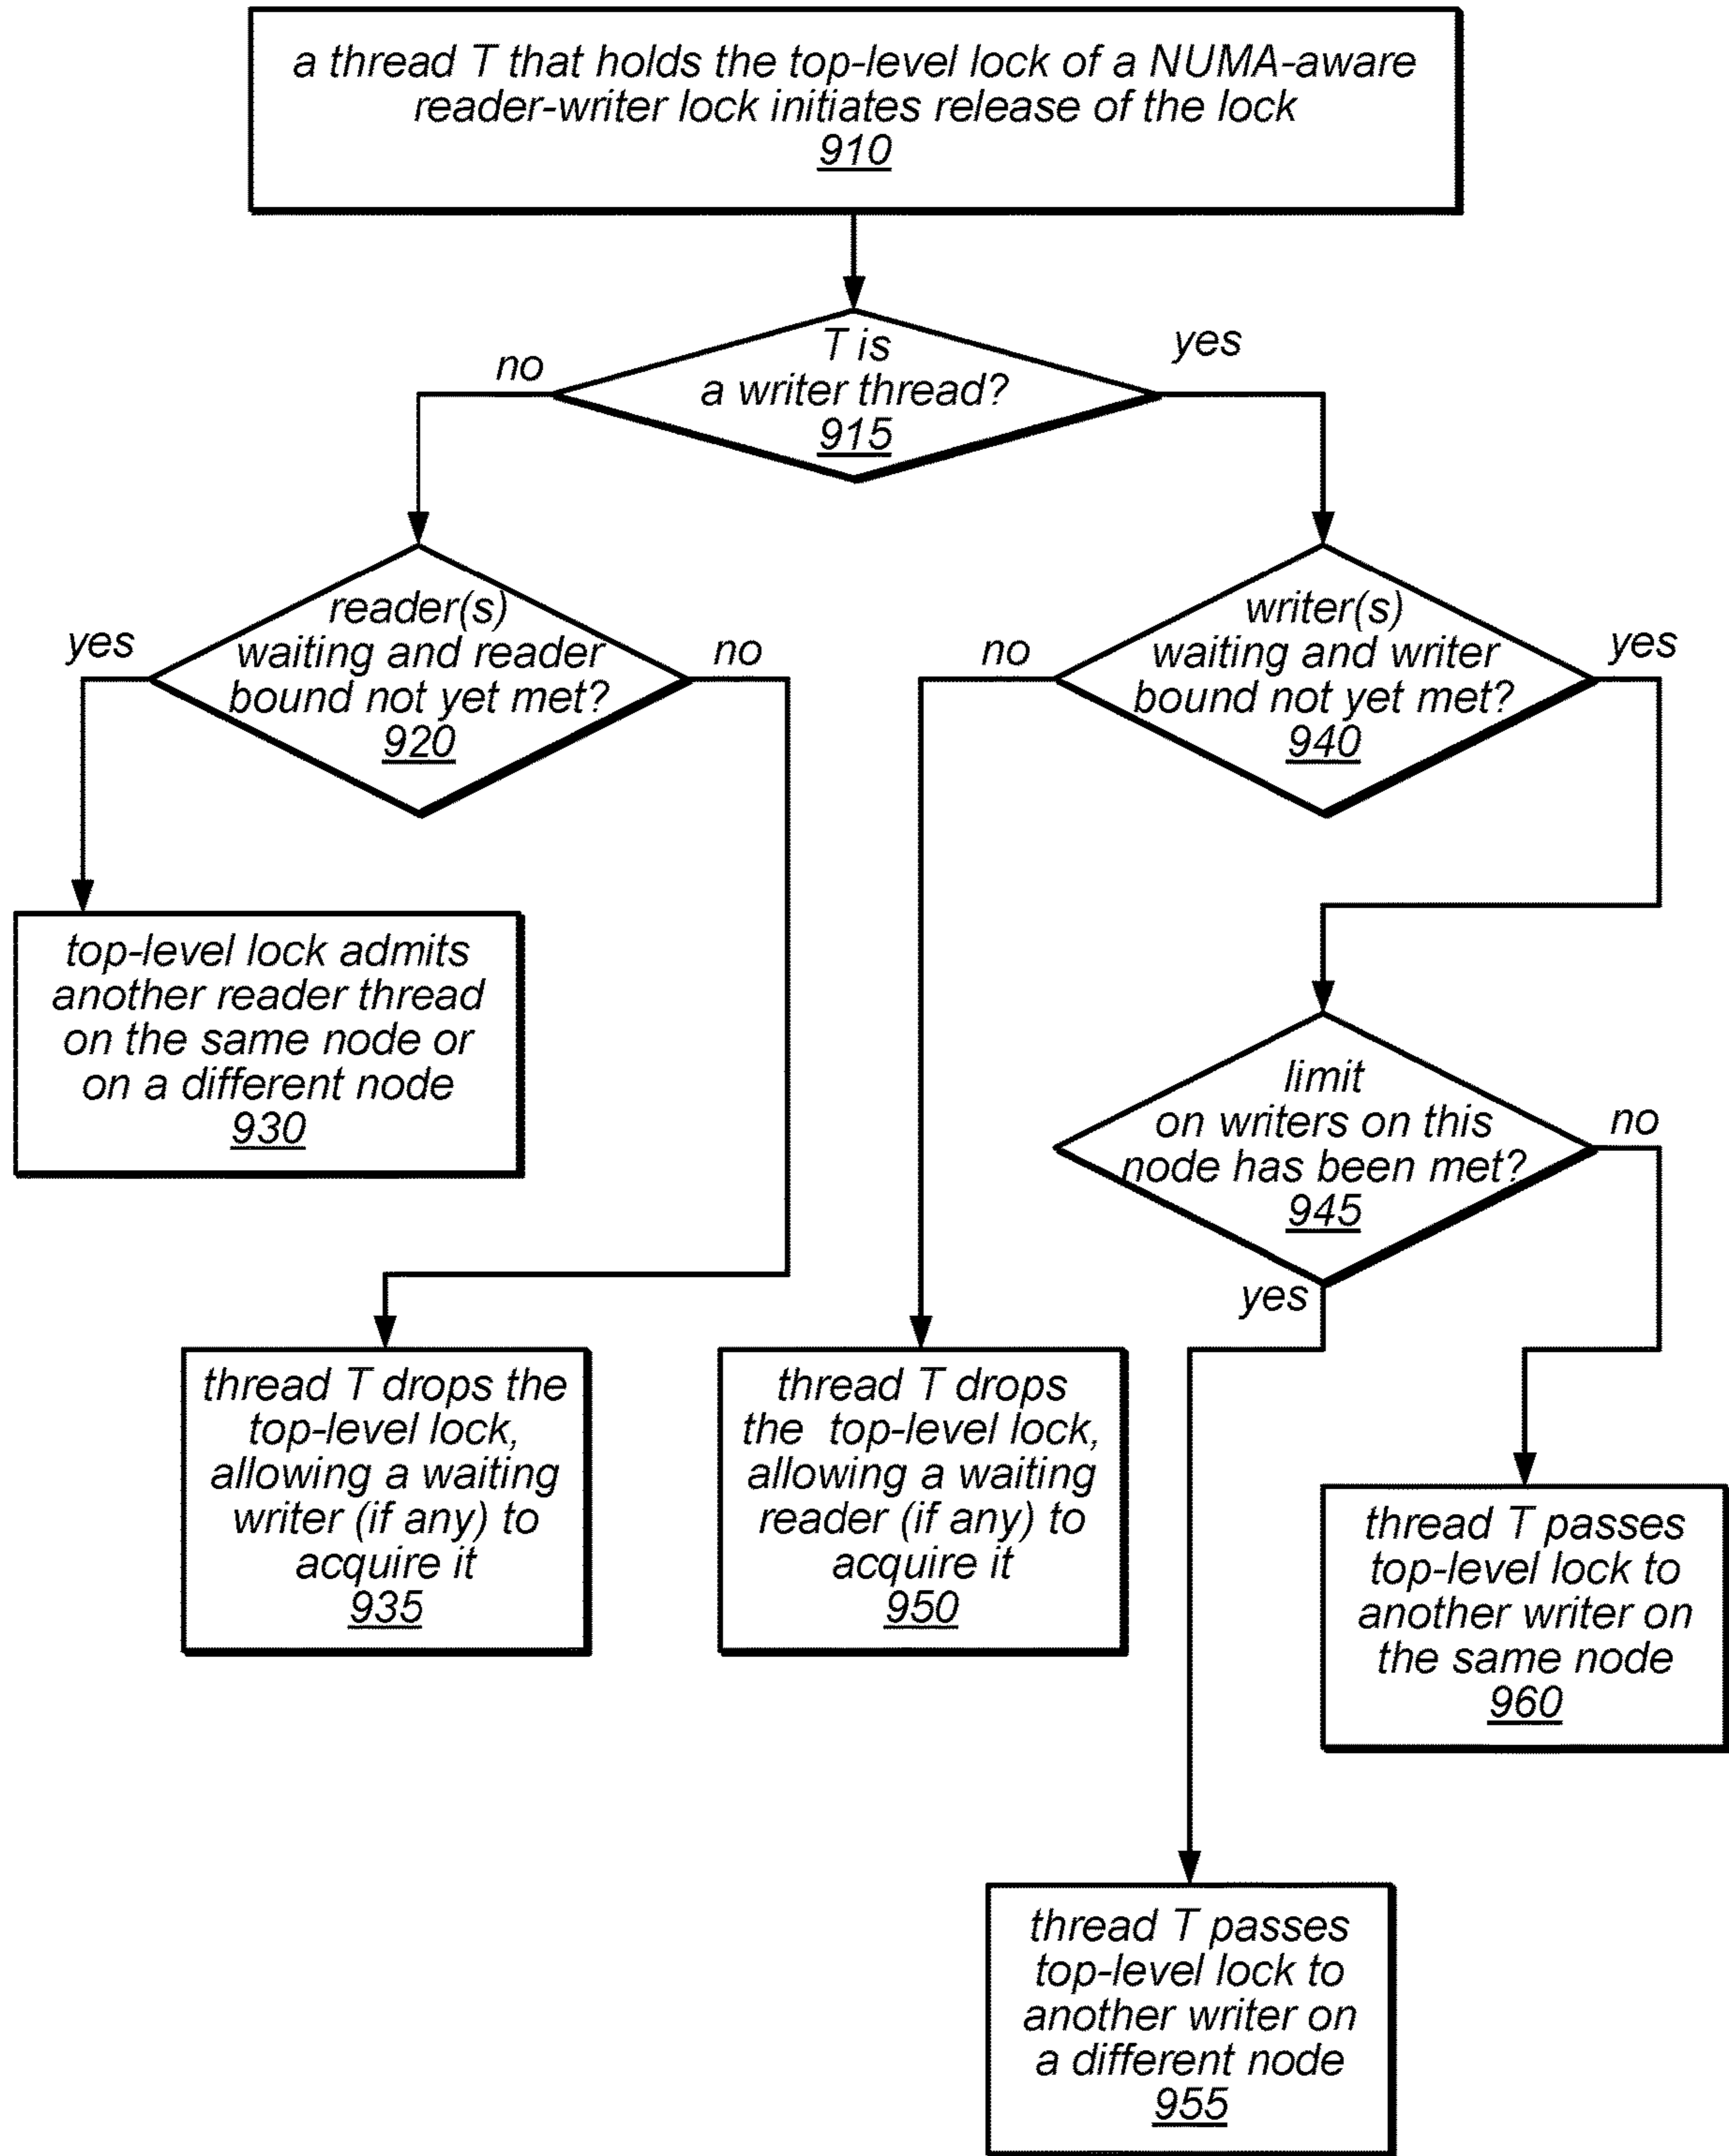 a thread T that holds the top-level lock of a NUMA-aware
reader-writer lock initiates release of the lock
910
T is
a writer thread?
915
no
yes
reader(s)
waiting and reader
bound not yet met?
920
yes
no
writer(s)
waiting and writer
bound not yet met?
940
no
yes
top-level lock admits
another reader thread
on the same node or
on a different node
930
limit
on writers on this
node has been met?
945
no
yes
thread T drops the
top-level lock,
allowing a waiting
writer (if any) to
acquire it
935
thread T drops
the top-level lock,
allowing a waiting
reader (if any) to
acquire it
950
thread T passes
top-level lock to
another writer on
the same node
960
thread T passes
top-level lock to
another writer on
a different node
955